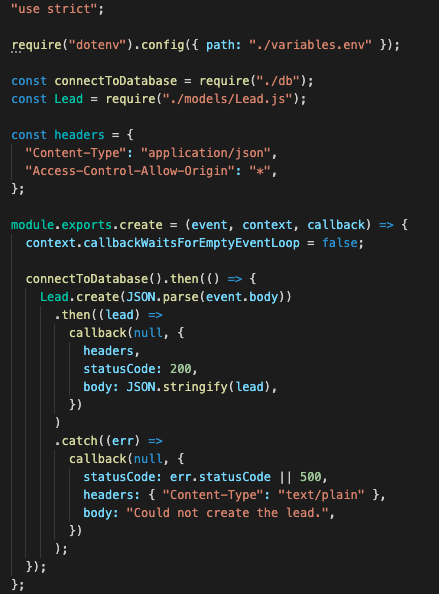 "use strict";

require("dotenv").config({ path: "./variables.env" });

const connectToDatabase = require("./db");
const Lead = require("./models/Lead.js");

const headers = {
  "Content-Type": "application/json",
  "Access-Control-Allow-Origin": "*",
};

module.exports.create = (event, context, callback) => {
  context.callbackWaitsForEmptyEventLoop = false;

  connectToDatabase().then(() => {
    Lead.create(JSON.parse(event.body))
      .then((lead) =>
        callback(null, {
          headers,
          statusCode: 200,
          body: JSON.stringify(lead),
        })
      )
      .catch((err) =>
        callback(null, {
          statusCode: err.statusCode || 500,
          headers: { "Content-Type": "text/plain" },
          body: "Could not create the lead.",
        })
      );
  });
};